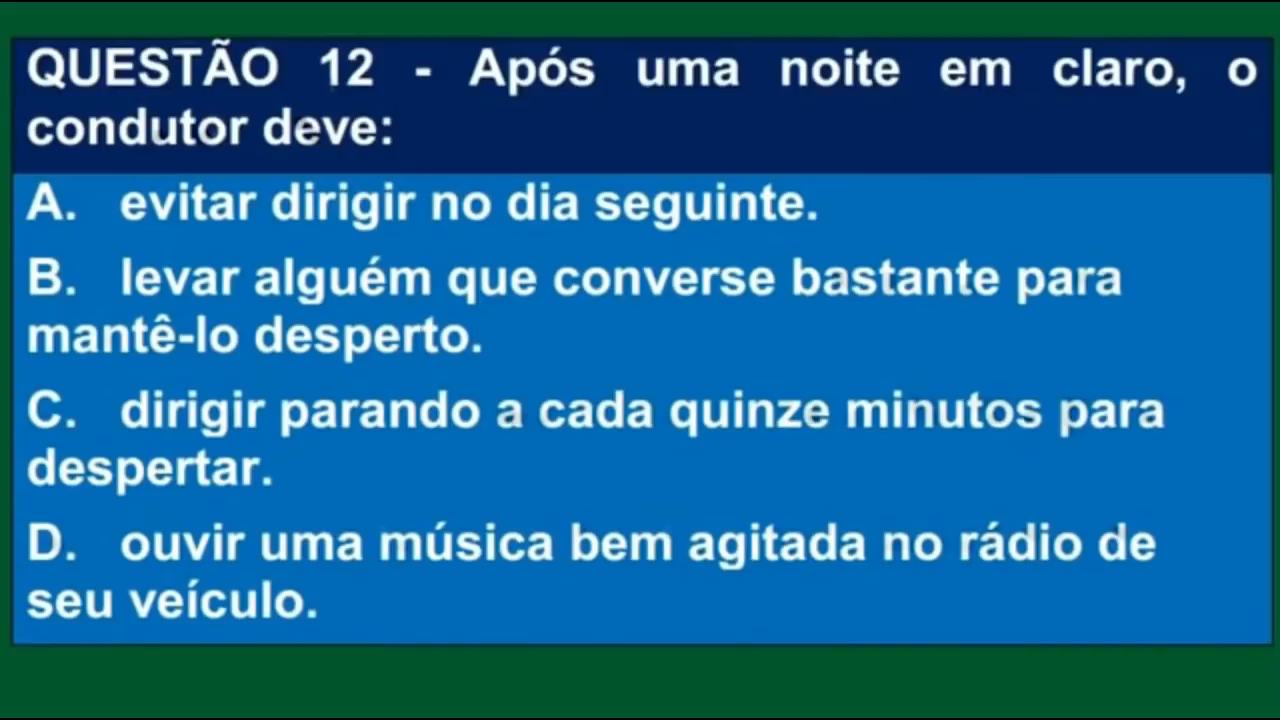 QUESTÃO 12 - Após uma noite em claro, o
condutor deve:
A. evitar dirigir no dia seguinte.
B. levar alguém que converse bastante para
mantê-lo desperto.
C. dirigir parando a cada quinze minutos para
despertar.
D. ouvir uma música bem agitada no rádio de
seu veículo.